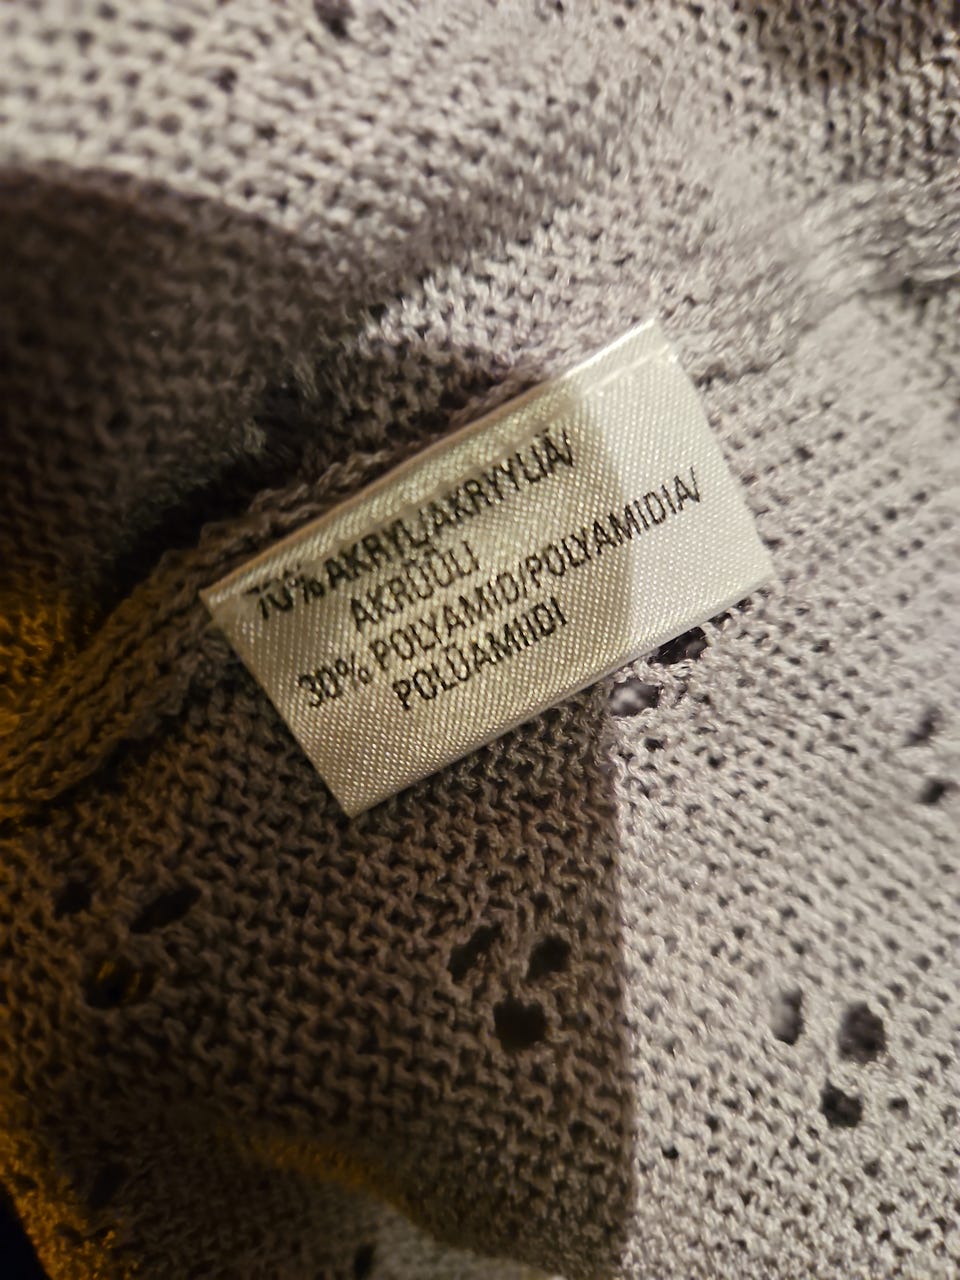 70% AKRYL/AKRYYLIÄ/
AKRÜÜLI
30% POLYAMID/POLYAMIDIA/
POLÜAMIIDI